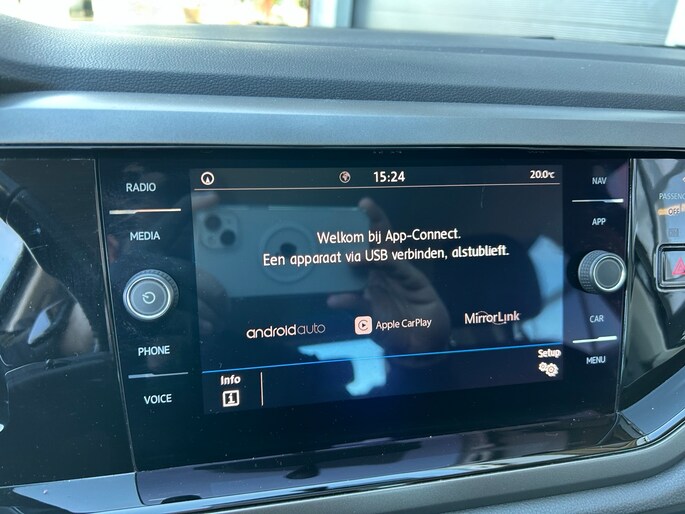 RADIO
MEDIA
PHONE
VOICE
15:24
20.0°C
Welkom bij App-Connect.
Een apparaat via USB verbinden, alstublieft.
androidauto
Apple CarPlay
MirrorLink
Info
i
Setup
NAV
APP
CAR
MENU
OFF